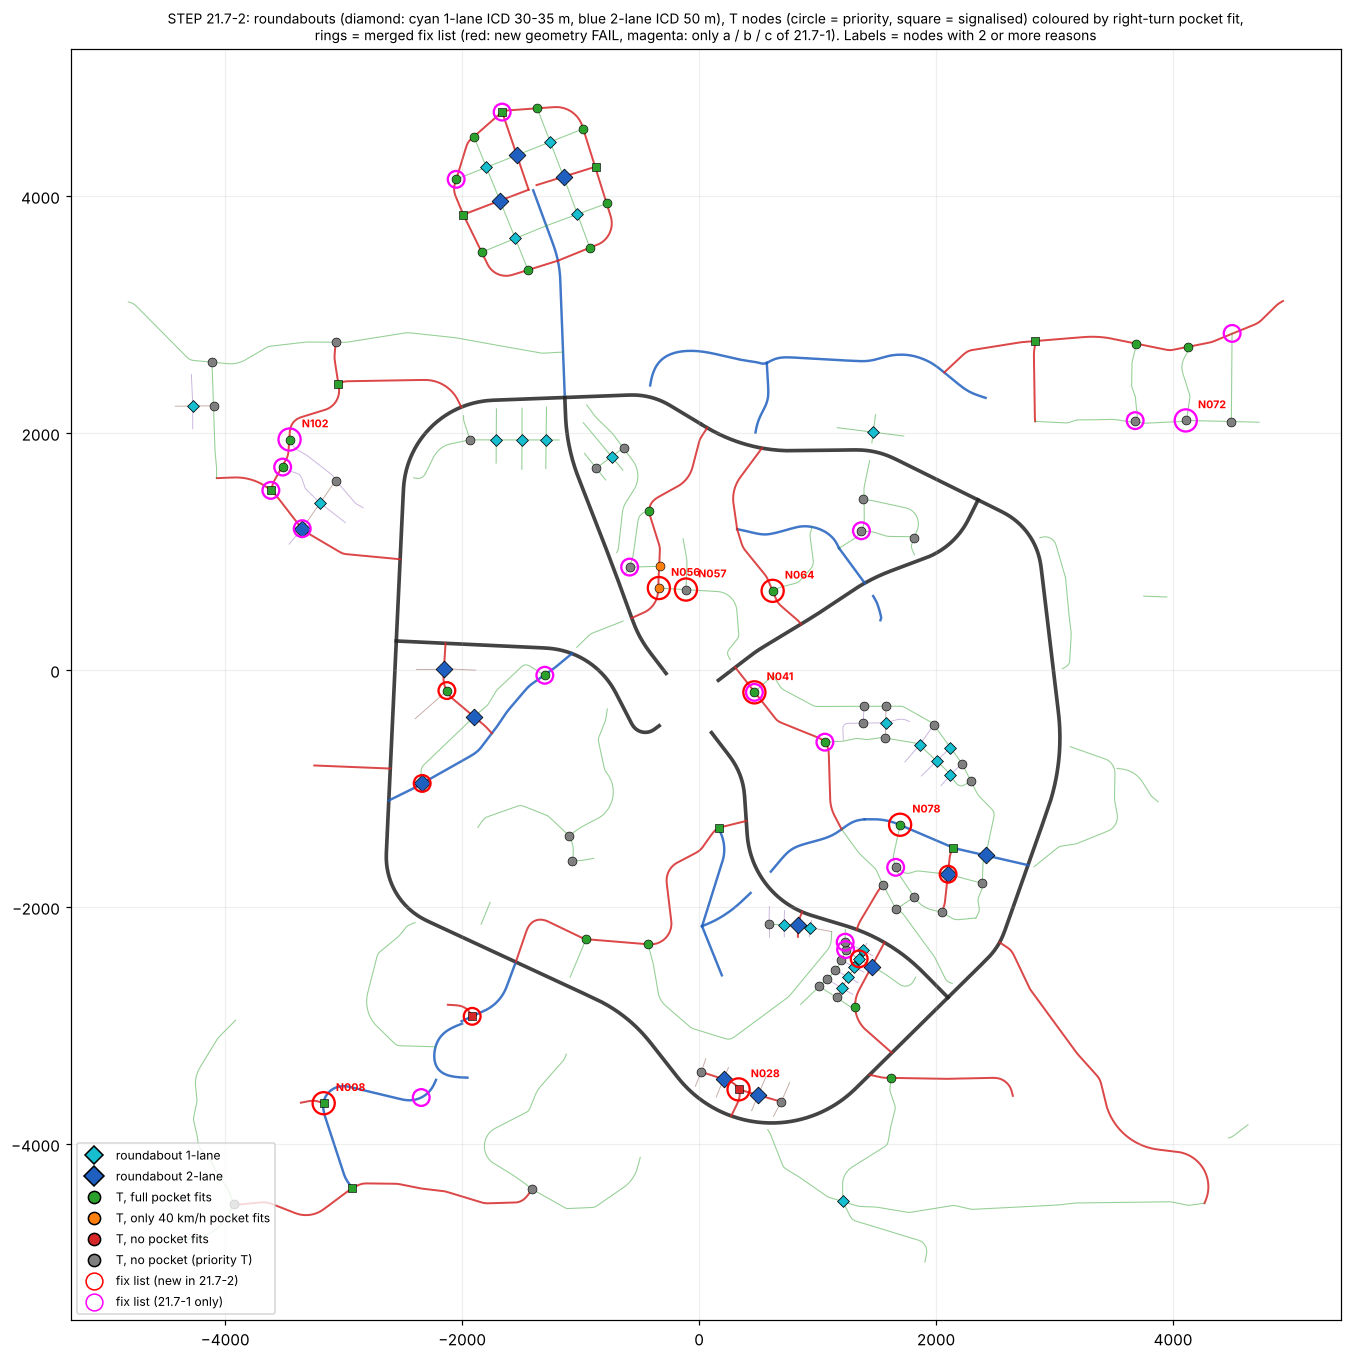 STEP 21.7-2: roundabouts (diamond: cyan 1-lane ICD 30-35 m, blue 2-lane ICD 50 m), T nodes (circle = priority, square = signalised) coloured by right-turn pocket fit,
rings = merged fix list (red: new geometry FAIL, magenta: only a / b / c of 21.7-1). Labels = nodes with 2 or more reasons
4000
2000
0
−2000
−4000
N072
N102
N056
N057
N064
N041
N078
N028
N008
roundabout 1-lane
roundabout 2-lane
T, full pocket fits
T, only 40 km/h pocket fits
T, no pocket fits
T, no pocket (priority T)
fix list (new in 21.7-2)
fix list (21.7-1 only)
−4000
−2000
0
2000
4000